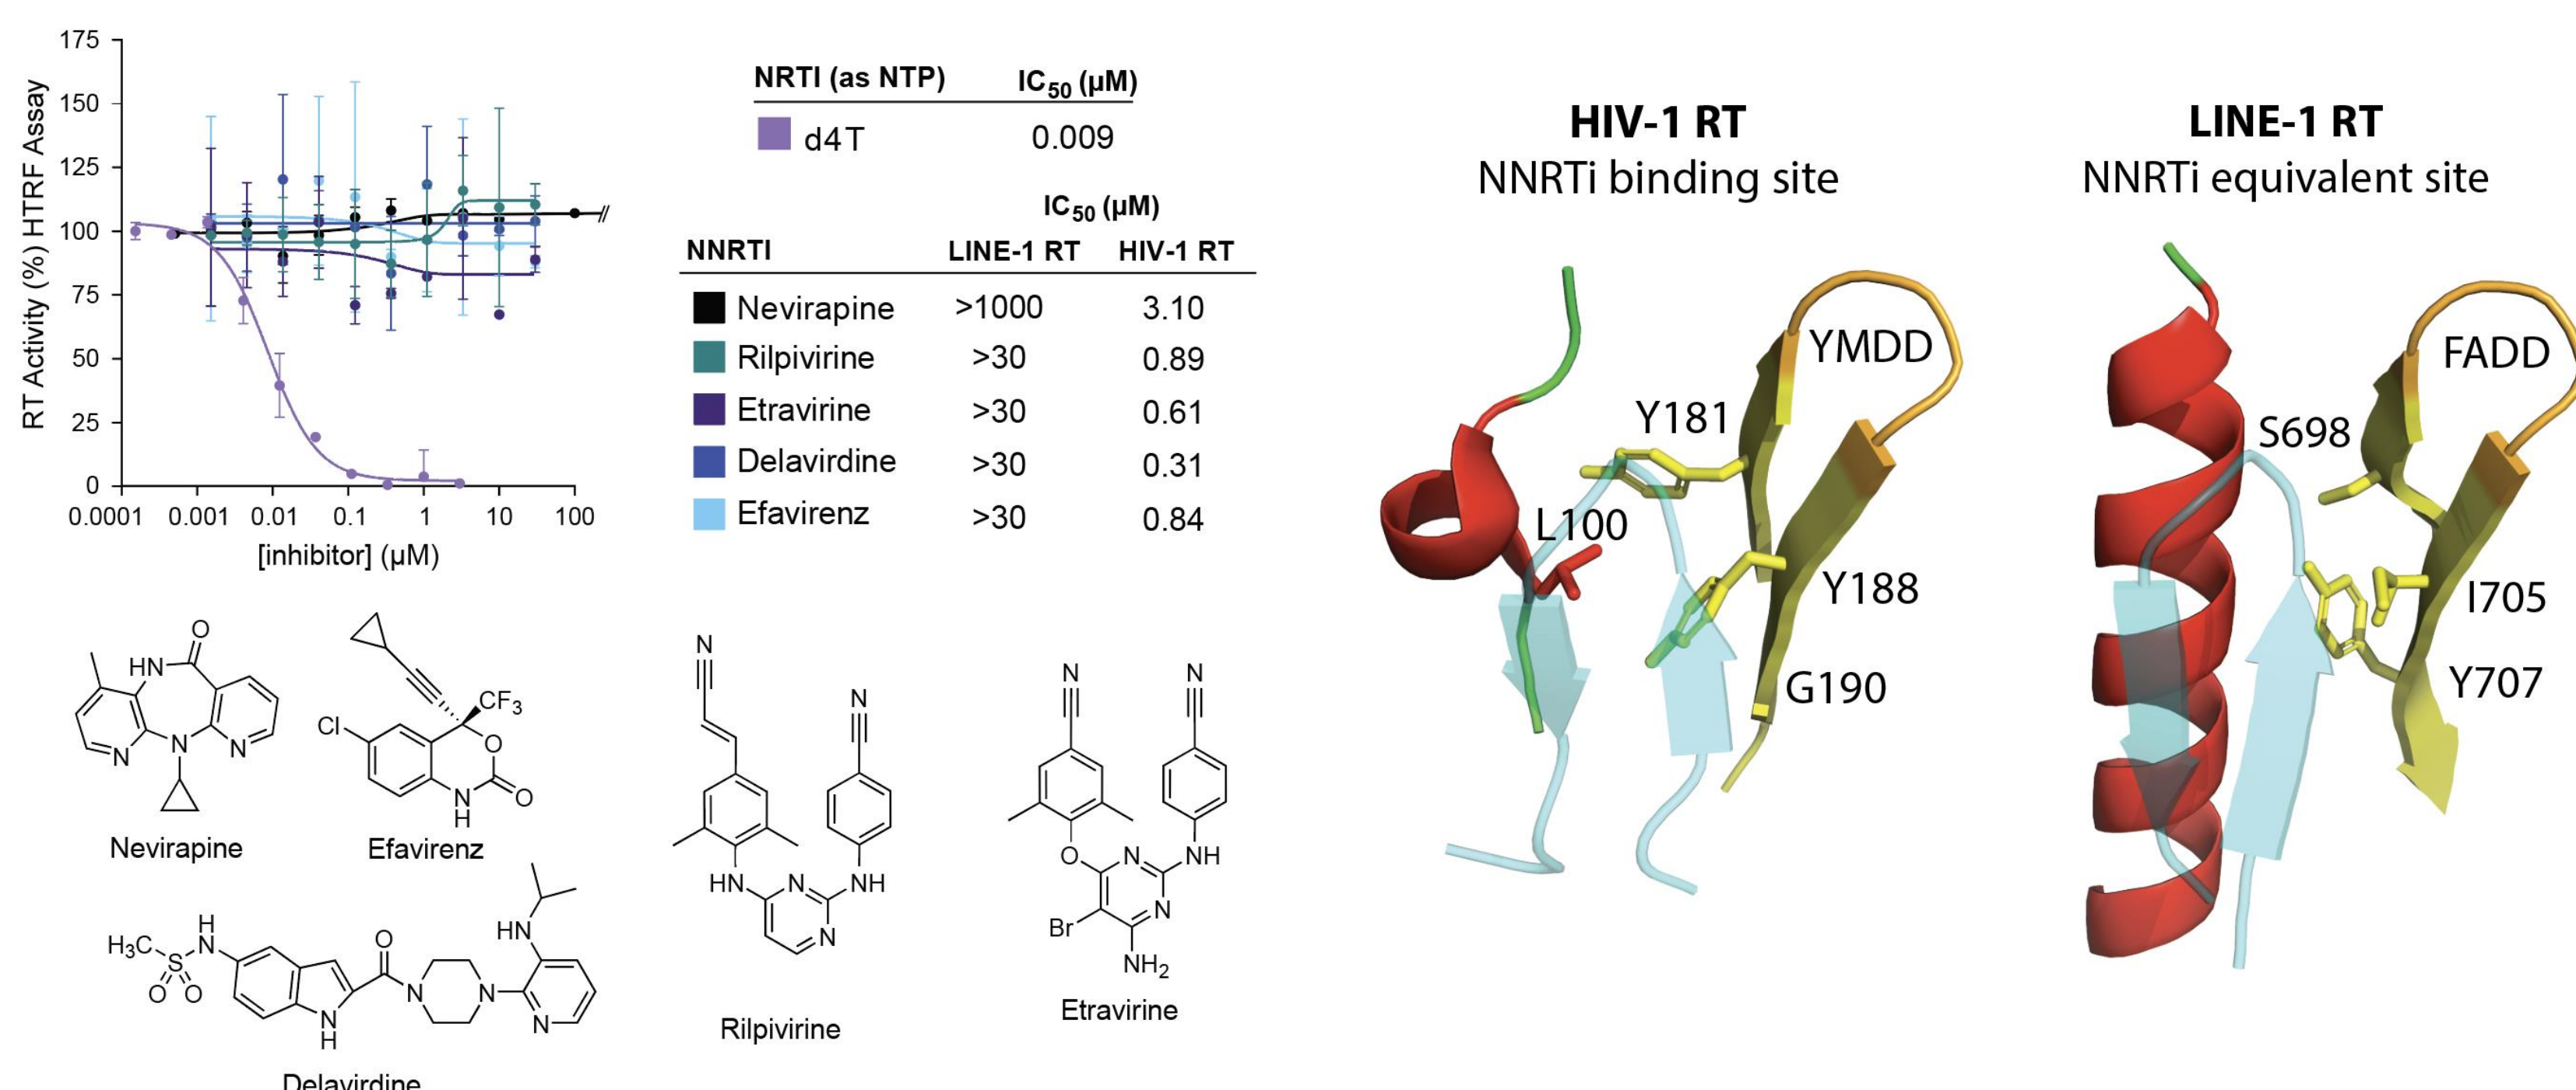 175
150
125
100
75
50
25
0
RT Activity (%) HTRF Assay
0.0001 0.001 0.01 0.1 1 10 100
[inhibitor] (µM)
NRTI (as NTP) IC50 (µM)
d4T 0.009
IC50 (µM)
NNRTI LINE-1 RT HIV-1 RT
Nevirapine >1000 3.10
Rilpivirine >30 0.89
Etravirine >30 0.61
Delavirdine >30 0.31
Efavirenz >30 0.84
O
HN
N
N
N
Nevirapine
CF3
Cl
O
N
H
O
Efavirenz
H3C
H
N
S
O O
N
H
O
N
N
HN
N
Delavirdine
N
N
HN
N
NH
N
Rilpivirine
N
N
O
N
NH
Br
N
NH2
Etravirine
HIV-1 RT
NNRTi binding site
YMDD
Y181
L100
Y188
G190
LINE-1 RT
NNRTi equivalent site
FADD
S698
I705
Y707